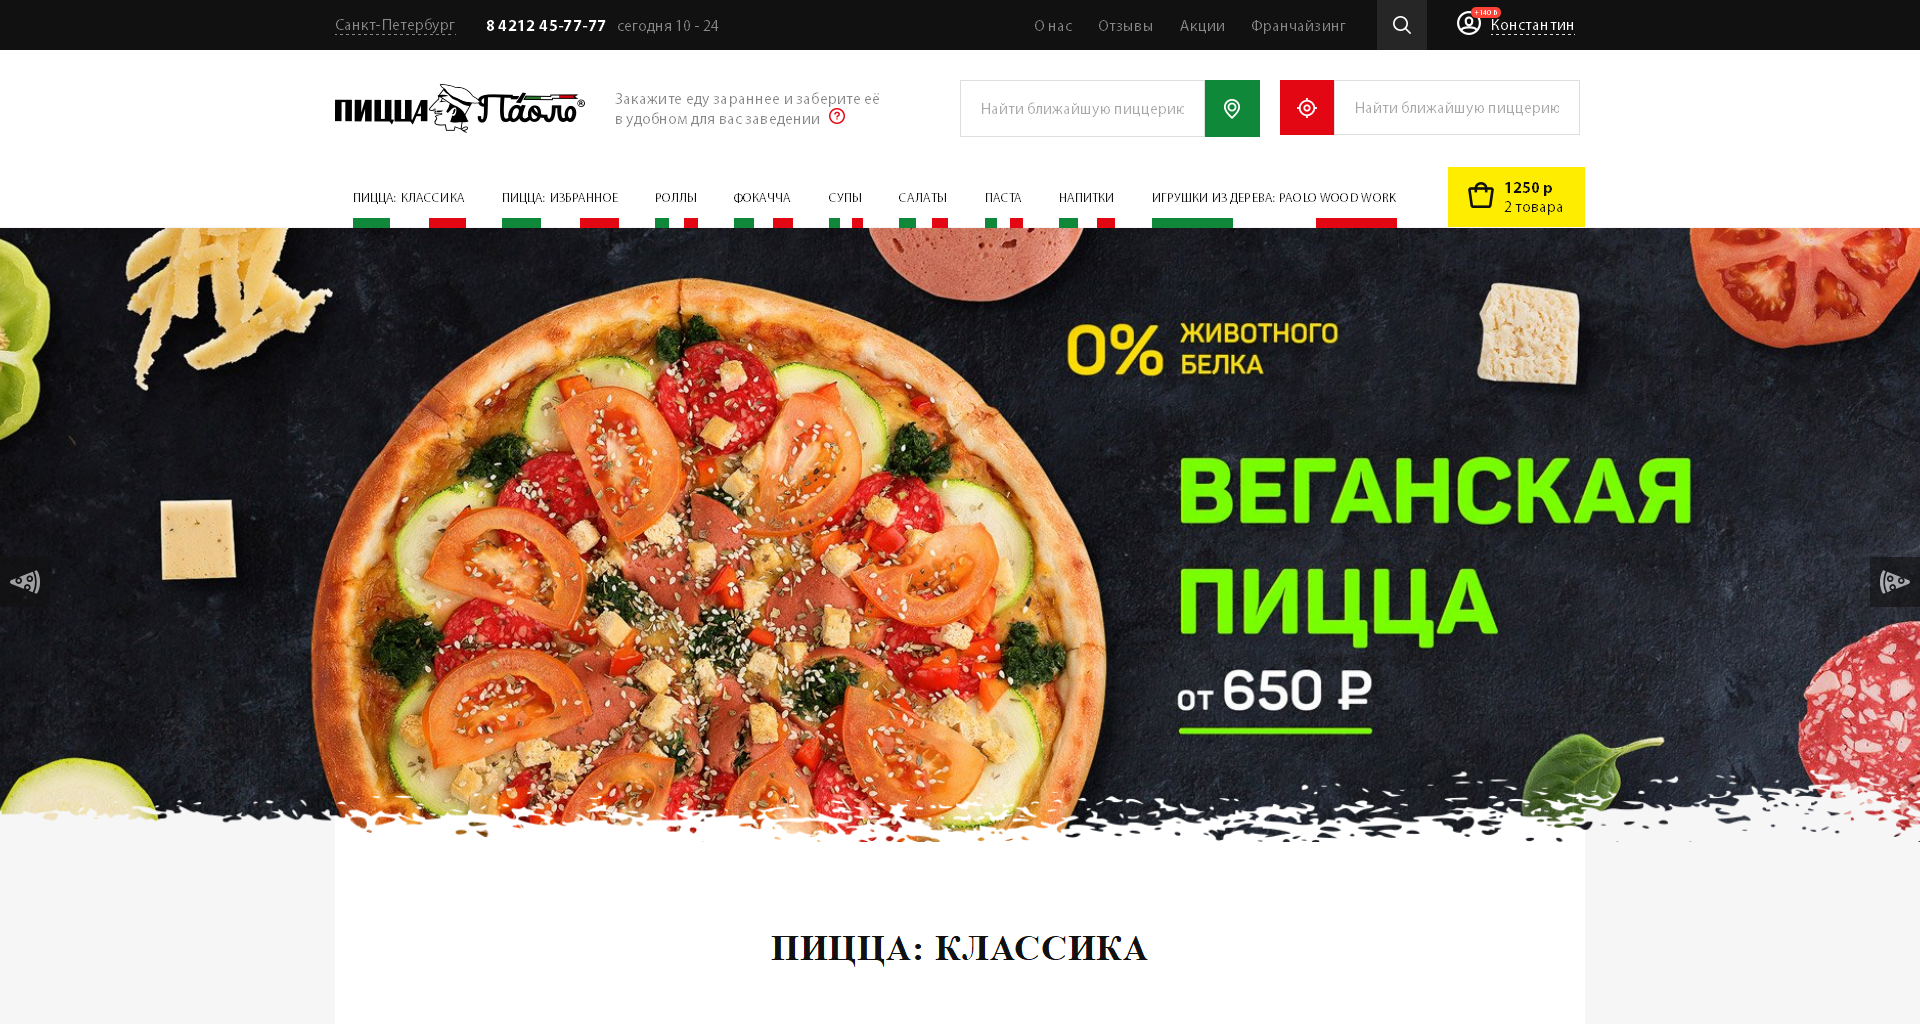 Санкт-Петербург
8 4212 45-77-77
сегодня 10 - 24
О нас
Отзывы
Акции
Франчайзинг
+140 Б
Константин
ПИЦЦА Па́оло®
Закажите еду зараннее и заберите её
в удобном для вас заведении ?
Найти ближайшую пиццерию
Найти ближайшую пиццерию
ПИЦЦА: КЛАССИКА
ПИЦЦА: ИЗБРАННОЕ
РОЛЛЫ
ФОКАЧЧА
СУПЫ
САЛАТЫ
ПАСТА
НАПИТКИ
ИГРУШКИ ИЗ ДЕРЕВА: PAOLO WOOD WORK
1250 р
2 товара
0% ЖИВОТНОГО
БЕЛКА
ВЕГАНСКАЯ
ПИЦЦА
от 650 ₽
ПИЦЦА: КЛАССИКА